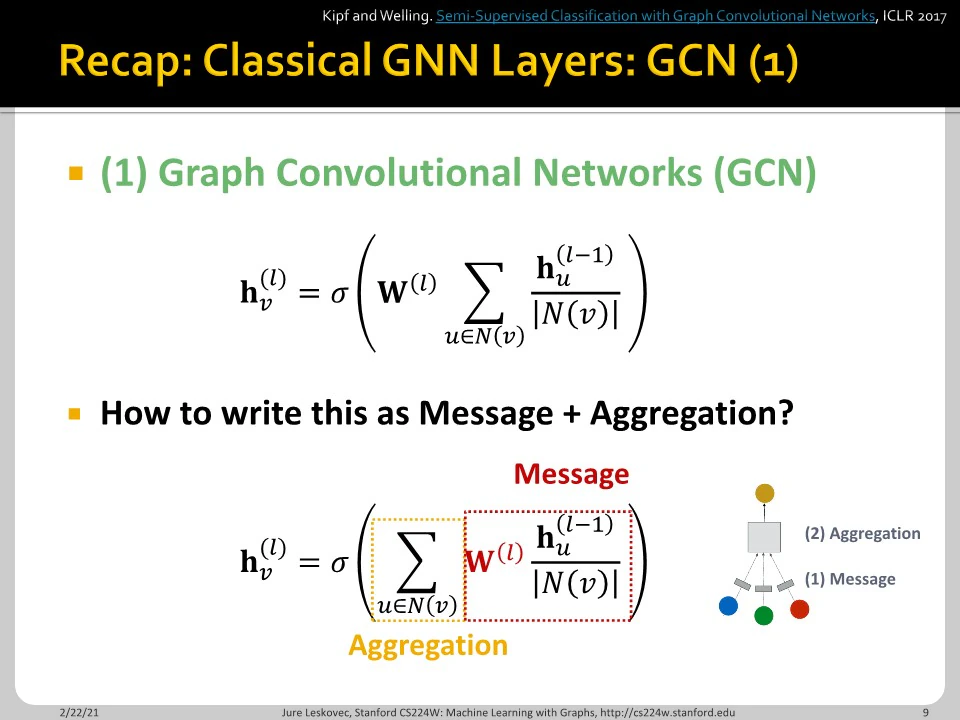 Kipf and Welling. Semi-Supervised Classification with Graph Convolutional Networks, ICLR 2017
Recap: Classical GNN Layers: GCN (1)
(1) Graph Convolutional Networks (GCN)
h_v^(l) = σ ( W^(l) ∑_{u∈N(v)} h_u^(l−1) / |N(v)| )
How to write this as Message + Aggregation?
Message
h_v^(l) = σ ( ∑_{u∈N(v)} W^(l) h_u^(l−1) / |N(v)| )
Aggregation
(2) Aggregation
(1) Message
2/22/21 Jure Leskovec, Stanford CS224W: Machine Learning with Graphs, http://cs224w.stanford.edu 9